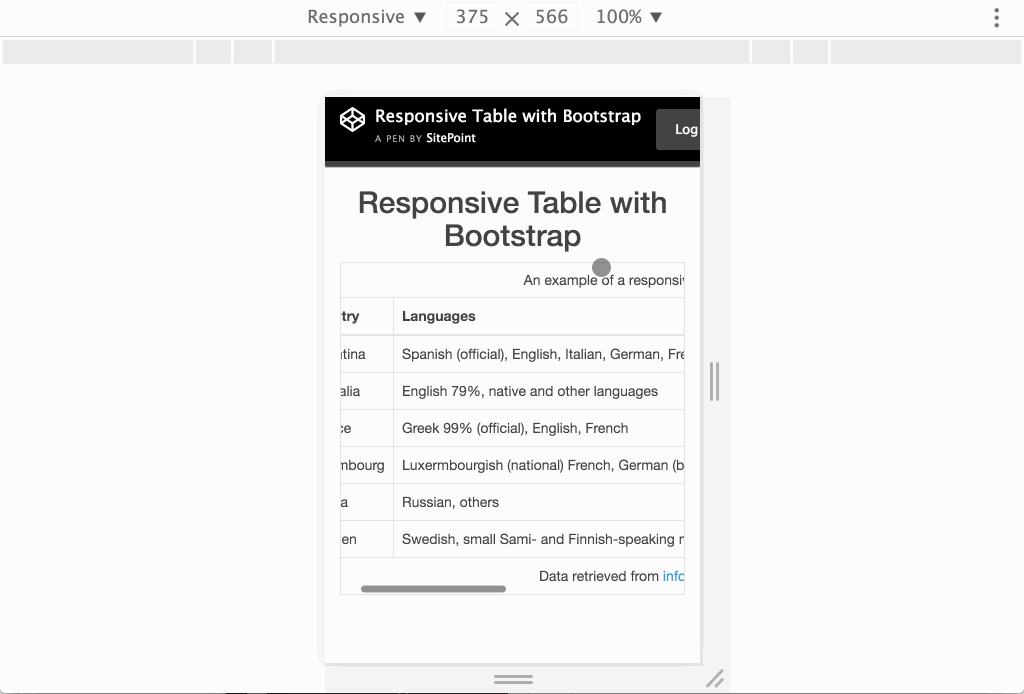 Responsive ▼ 375 × 566 100% ▼
Responsive Table with Bootstrap
A PEN BY SitePoint
Log
Responsive Table with
Bootstrap
An example of a responsiv
try Languages
ntina Spanish (official), English, Italian, German, Fre
alia English 79%, native and other languages
ce Greek 99% (official), English, French
mbourg Luxermbourgish (national) French, German (b
a Russian, others
en Swedish, small Sami- and Finnish-speaking m
Data retrieved from info